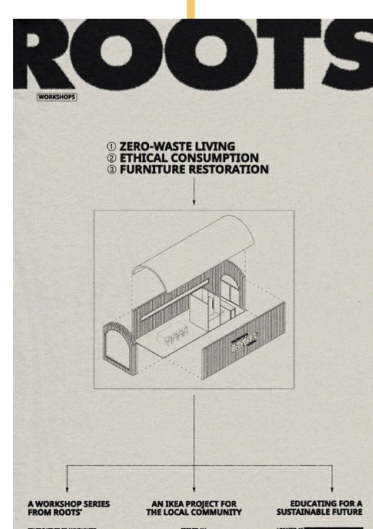 ROOTS
WORKSHOPS
① ZERO-WASTE LIVING
② ETHICAL CONSUMPTION
③ FURNITURE RESTORATION
A WORKSHOP SERIES
FROM ROOTS'
AN IKEA PROJECT FOR
THE LOCAL COMMUNITY
EDUCATING FOR A
SUSTAINABLE FUTURE